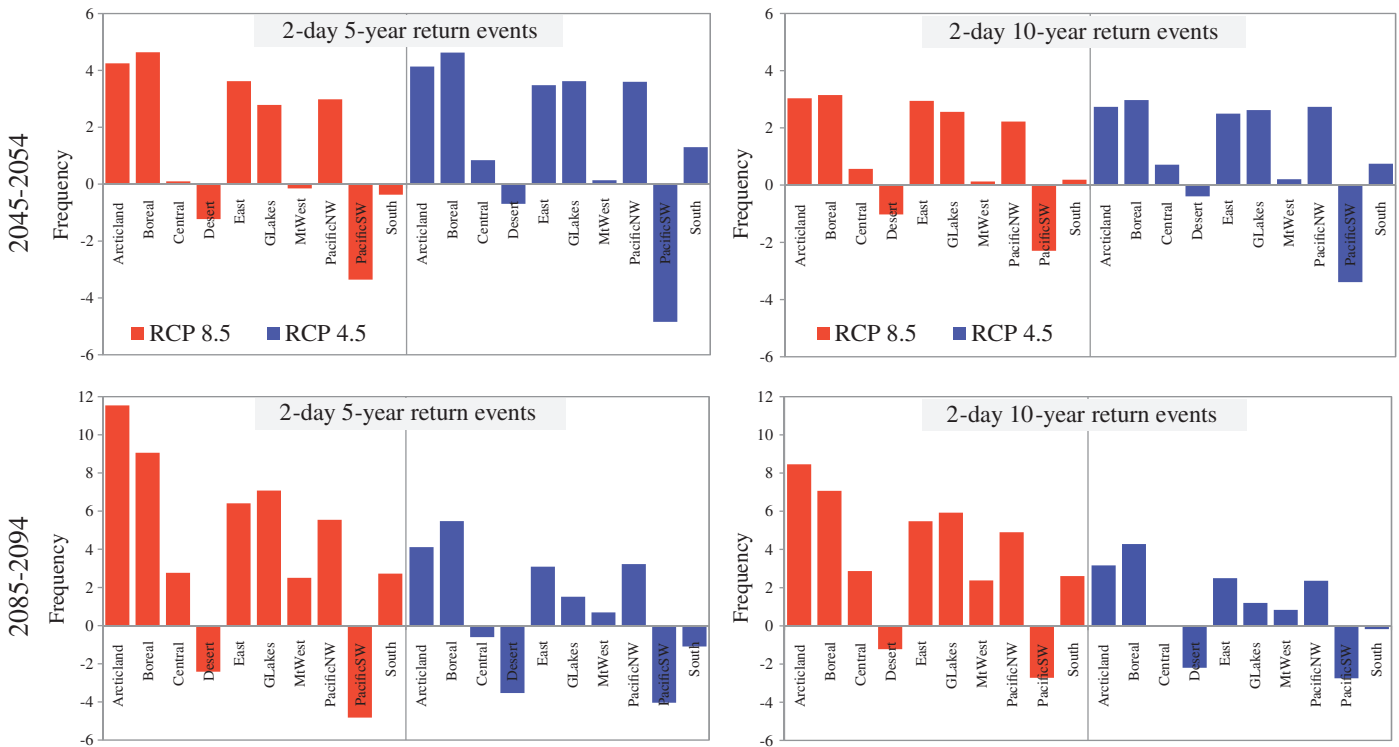 2045-2054
2-day 5-year return events
Frequency
6
4
2
0
-2
-4
-6
Arcticland
Boreal
Central
Desert
East
GLakes
MtWest
PacificNW
PacificSW
South
Arcticland
Boreal
Central
Desert
East
GLakes
MtWest
PacificNW
PacificSW
South
RCP 8.5
RCP 4.5
2-day 10-year return events
Frequency
6
4
2
0
-2
-4
-6
Arcticland
Boreal
Central
Desert
East
GLakes
MtWest
PacificNW
PacificSW
South
Arcticland
Boreal
Central
Desert
East
GLakes
MtWest
PacificNW
PacificSW
South
RCP 8.5
RCP 4.5
2085-2094
2-day 5-year return events
Frequency
12
10
8
6
4
2
0
-2
-4
-6
Arcticland
Boreal
Central
Desert
East
GLakes
MtWest
PacificNW
PacificSW
South
Arcticland
Boreal
Central
Desert
East
GLakes
MtWest
PacificNW
PacificSW
South
2-day 10-year return events
Frequency
12
10
8
6
4
2
0
-2
-4
-6
Arcticland
Boreal
Central
Desert
East
GLakes
MtWest
PacificNW
PacificSW
South
Arcticland
Boreal
Central
Desert
East
GLakes
MtWest
PacificNW
PacificSW
South